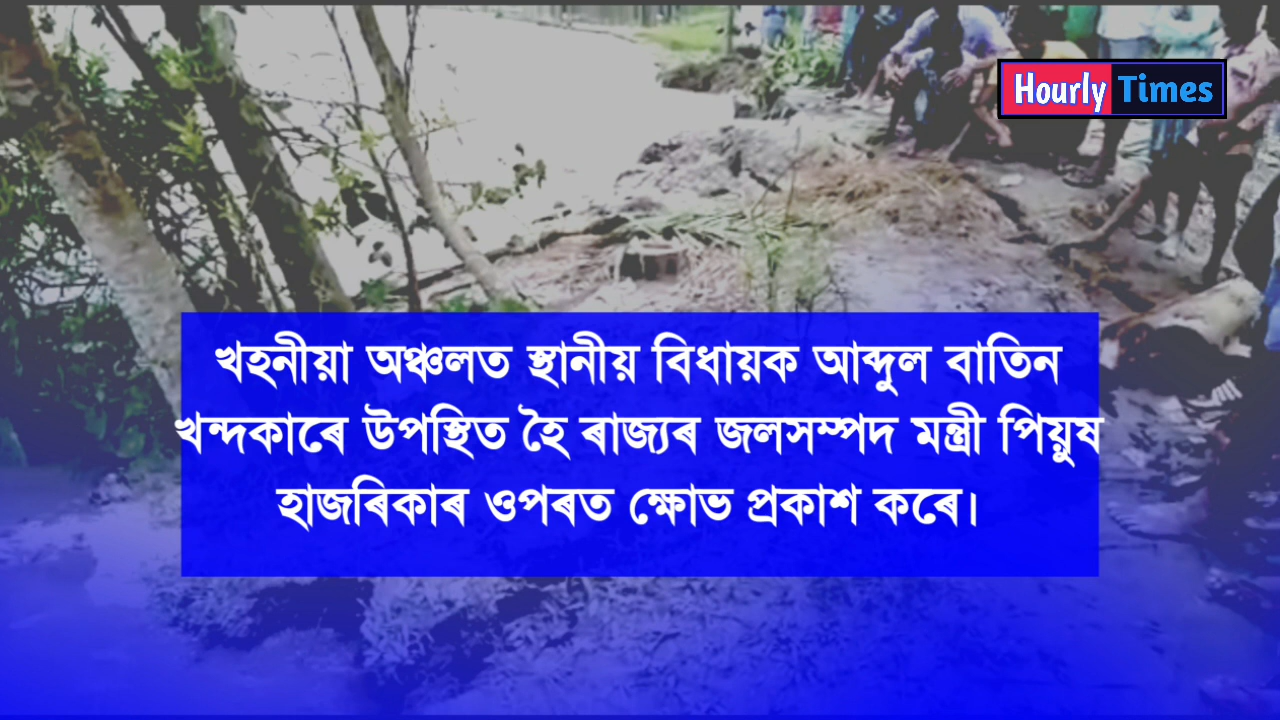 Hourly Times
খহনীয়া অঞ্চলত স্থানীয় বিধায়ক আব্দুল বাতিন
খন্দকাৰে উপস্থিত হৈ ৰাজ্যৰ জলসম্পদ মন্ত্ৰী পিয়ুষ
হাজৰিকাৰ ওপৰত ক্ষোভ প্ৰকাশ কৰে।